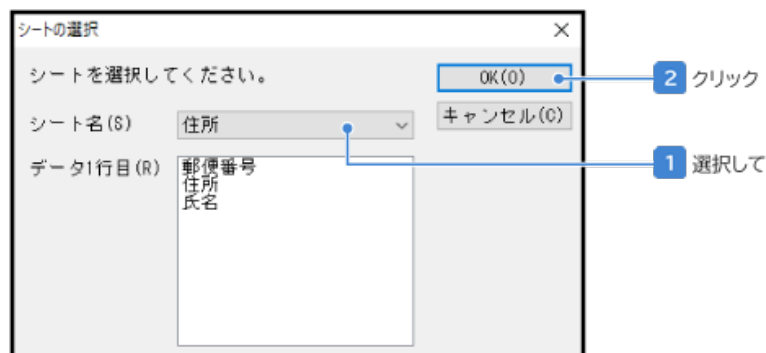 シートの選択
シートを選択してください。
OK(O)
2 クリック
シート名(S)
住所
キャンセル(C)
データ1行目(R)
郵便番号
住所
氏名
1 選択して